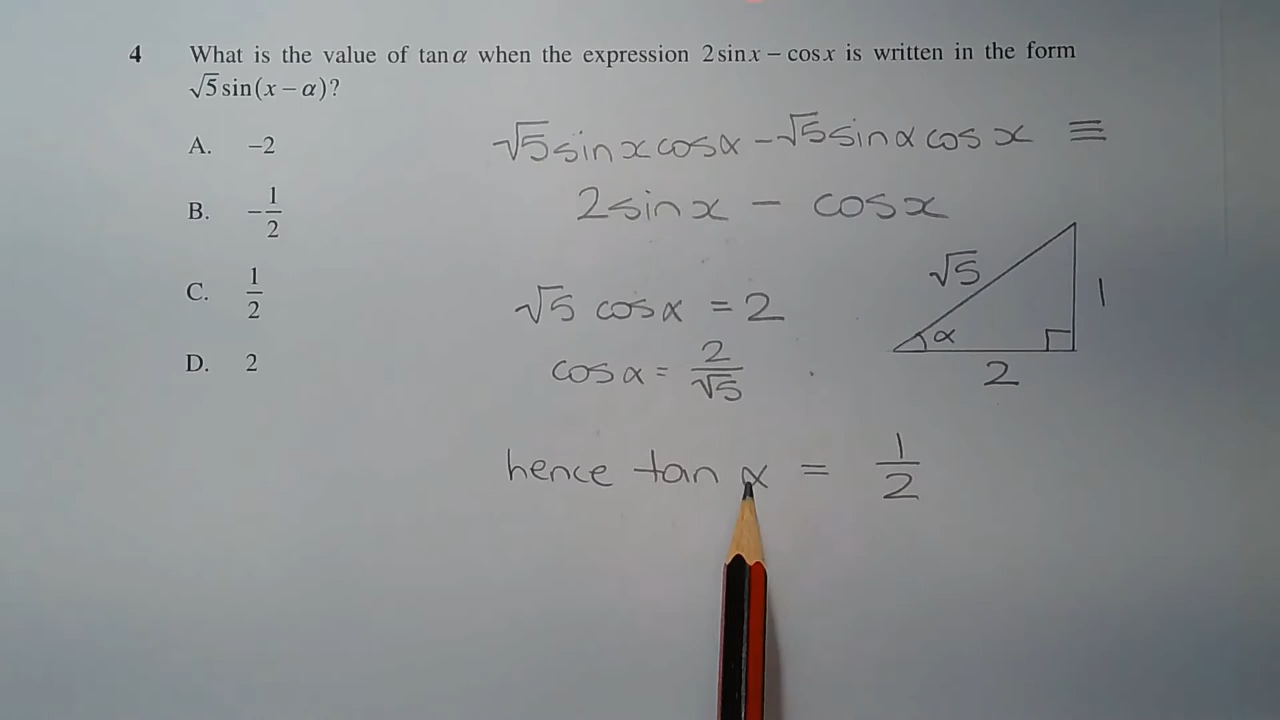 4 What is the value of tan α when the expression 2 sin x − cos x is written in the form
√5 sin(x − α)?
A. −2
B. −1/2
C. 1/2
D. 2
√5 sin x cos α − √5 sin α cos x ≡
2 sin x − cos x
√5 cos α = 2
cos α = 2/√5
√5
α
1
2
hence tan α = 1/2